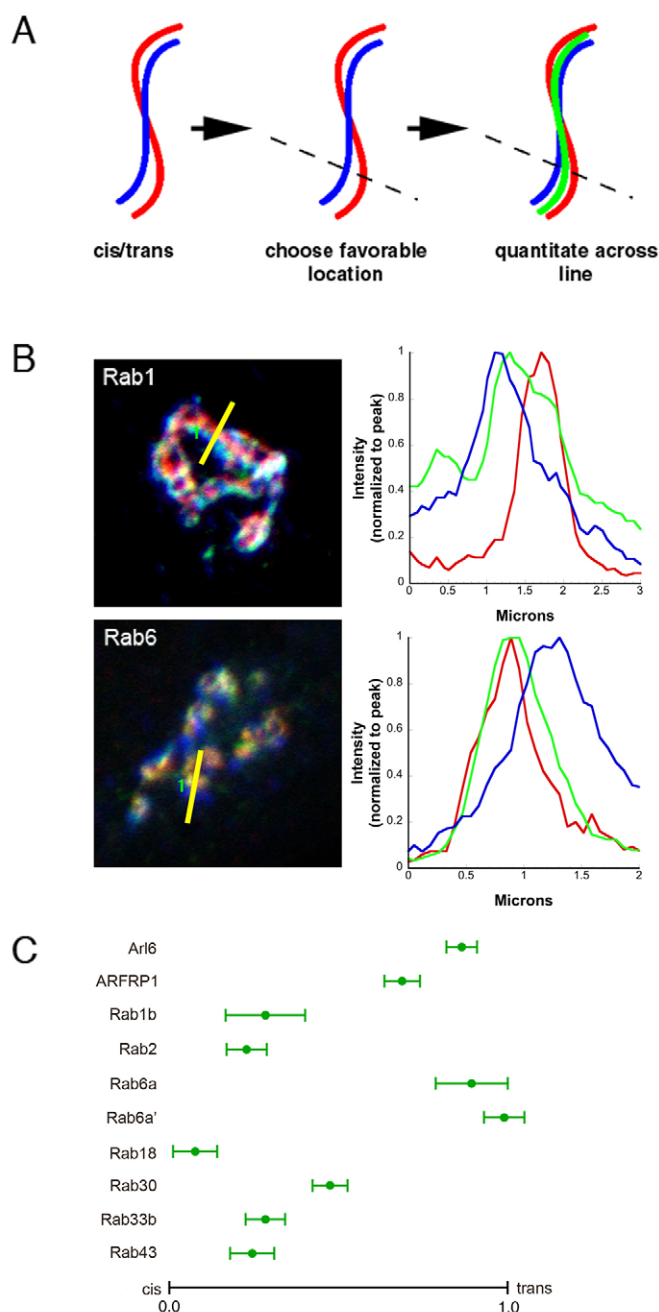 A
cis/trans
choose favorable
location
quantitate across
line
B
Rab1
1
Intensity
(normalized to peak)
1
0.8
0.6
0.4
0.2
0
0 0.5 1 1.5 2 2.5 3
Microns
Rab6
1
Intensity
(normalized to peak)
1
0.8
0.6
0.4
0.2
0
0 0.5 1 1.5 2
Microns
C
Arl6
ARFRP1
Rab1b
Rab2
Rab6a
Rab6a'
Rab18
Rab30
Rab33b
Rab43
cis trans
0.0 1.0